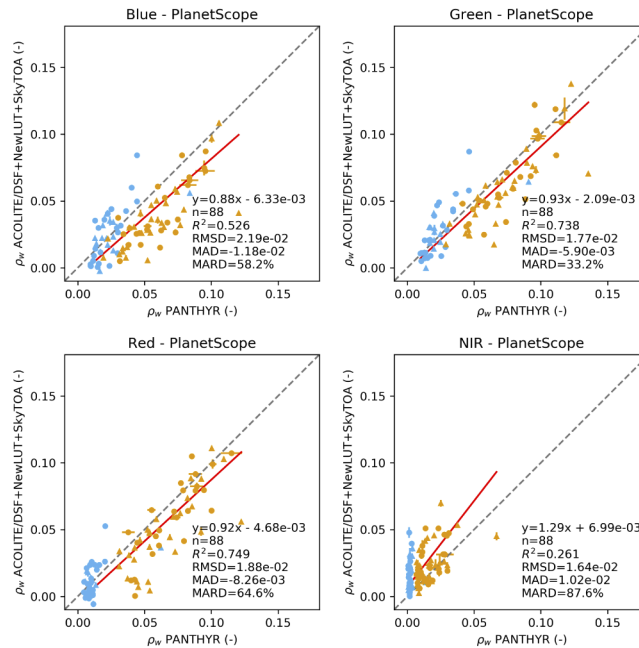 Blue - PlanetScope
0.15
0.10
0.05
0.00
ρw ACOLITE/DSF+NewLUT+SkyTOA (-)
y=0.88x - 6.33e-03
n=88
R²=0.526
RMSD=2.19e-02
MAD=-1.18e-02
MARD=58.2%
0.00 0.05 0.10 0.15
ρw PANTHYR (-)
Green - PlanetScope
0.15
0.10
0.05
0.00
ρw ACOLITE/DSF+NewLUT+SkyTOA (-)
y=0.93x - 2.09e-03
n=88
R²=0.738
RMSD=1.77e-02
MAD=-5.90e-03
MARD=33.2%
0.00 0.05 0.10 0.15
ρw PANTHYR (-)
Red - PlanetScope
0.15
0.10
0.05
0.00
ρw ACOLITE/DSF+NewLUT+SkyTOA (-)
y=0.92x - 4.68e-03
n=88
R²=0.749
RMSD=1.88e-02
MAD=-8.26e-03
MARD=64.6%
0.00 0.05 0.10 0.15
ρw PANTHYR (-)
NIR - PlanetScope
0.15
0.10
0.05
0.00
ρw ACOLITE/DSF+NewLUT+SkyTOA (-)
y=1.29x + 6.99e-03
n=88
R²=0.261
RMSD=1.64e-02
MAD=1.02e-02
MARD=87.6%
0.00 0.05 0.10 0.15
ρw PANTHYR (-)